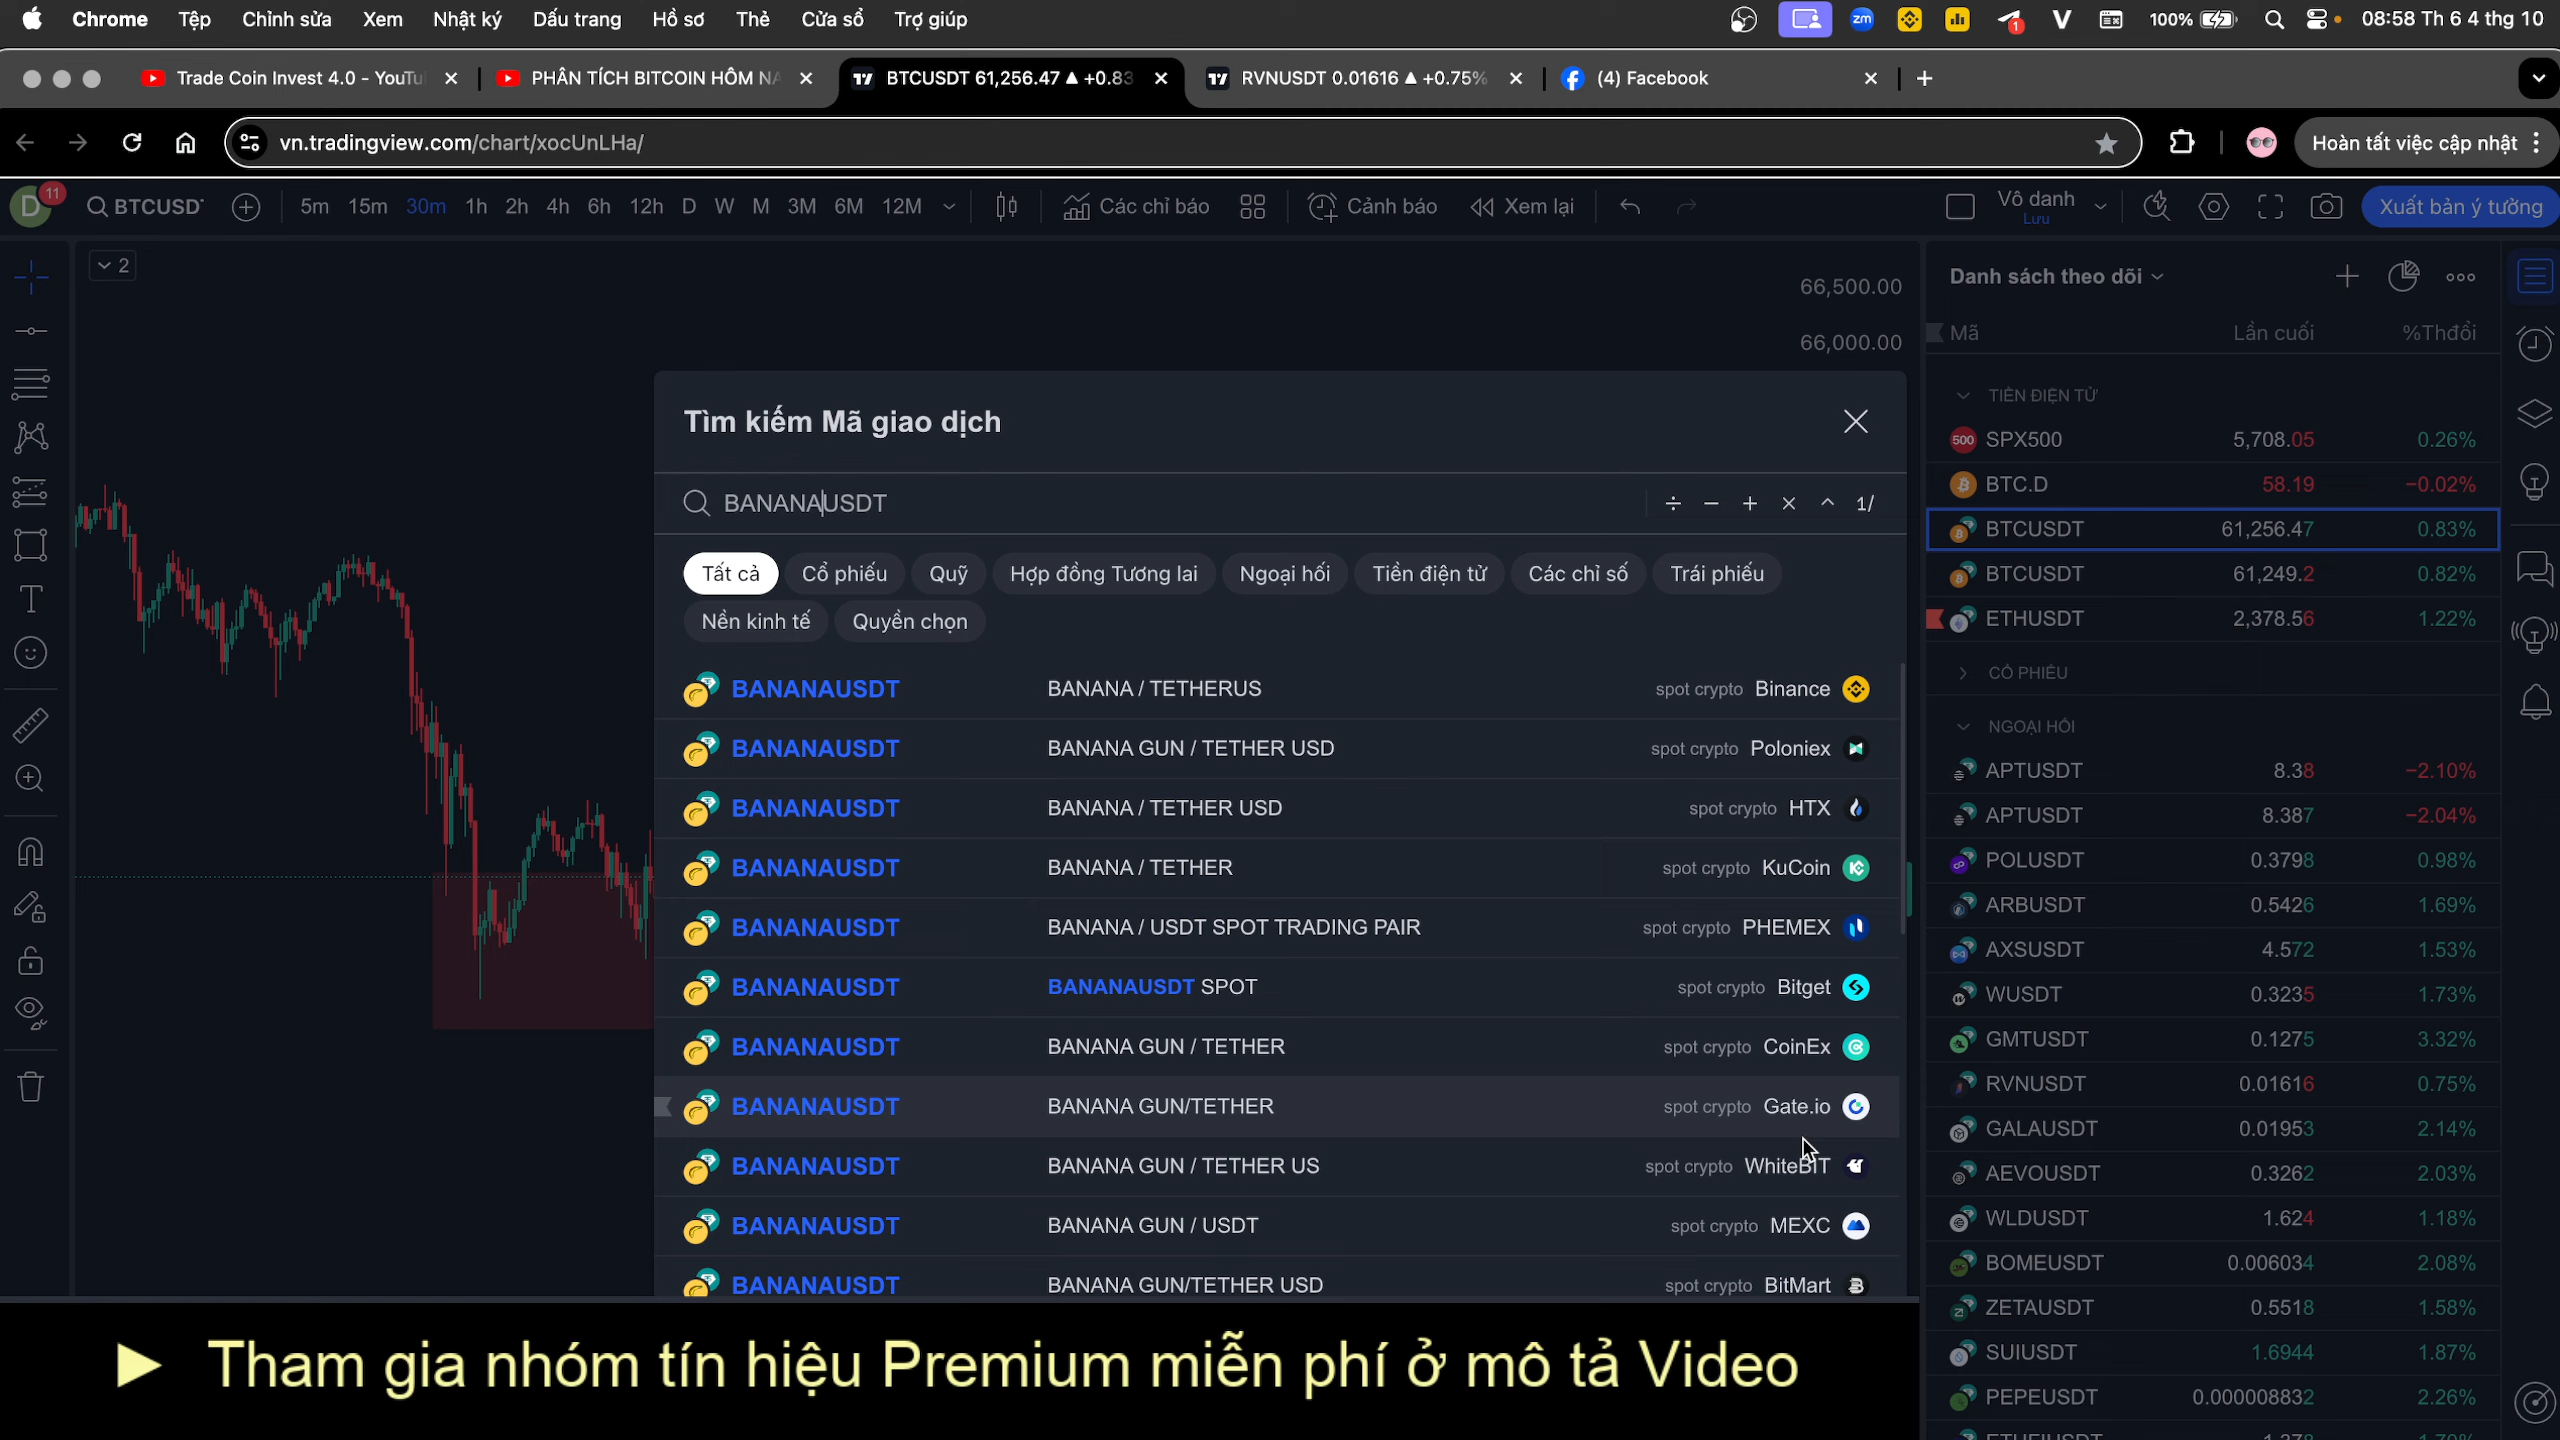 Chrome Tệp Chỉnh sửa Xem Nhật ký Dấu trang Hồ sơ Thẻ Cửa sổ Trợ giúp zm 1 V 100% 08:58 Th 6 4 thg 10
Trade Coin Invest 4.0 - YouTu PHÂN TÍCH BITCOIN HÔM NA BTCUSDT 61,256.47 ▲ +0.83 RVNUSDT 0.01616 ▲ +0.75% (4) Facebook
vn.tradingview.com/chart/xocUnLHa/ Hoàn tất việc cập nhật
D 11 BTCUSDT 5m 15m 30m 1h 2h 4h 6h 12h D W M 3M 6M 12M Các chỉ báo Cảnh báo Xem lại Vô danh Lưu Xuất bản ý tưởng
2
66,500.00
66,000.00
Tìm kiếm Mã giao dịch
BANANAUSDT ÷ − + × ^ 1/
Tất cả Cổ phiếu Quỹ Hợp đồng Tương lai Ngoại hối Tiền điện tử Các chỉ số Trái phiếu
Nền kinh tế Quyền chọn
BANANAUSDT BANANA / TETHERUS spot crypto Binance
BANANAUSDT BANANA GUN / TETHER USD spot crypto Poloniex
BANANAUSDT BANANA / TETHER USD spot crypto HTX
BANANAUSDT BANANA / TETHER spot crypto KuCoin
BANANAUSDT BANANA / USDT SPOT TRADING PAIR spot crypto PHEMEX
BANANAUSDT BANANAUSDT SPOT spot crypto Bitget
BANANAUSDT BANANA GUN / TETHER spot crypto CoinEx
BANANAUSDT BANANA GUN/TETHER spot crypto Gate.io
BANANAUSDT BANANA GUN / TETHER US spot crypto WhiteBIT
BANANAUSDT BANANA GUN / USDT spot crypto MEXC
BANANAUSDT BANANA GUN/TETHER USD spot crypto BitMart
Danh sách theo dõi
Mã Lần cuối %Thđổi
TIỀN ĐIỆN TỬ
500 SPX500 5,708.05 0.26%
BTC.D 58.19 −0.02%
BTCUSDT 61,256.47 0.83%
BTCUSDT 61,249.2 0.82%
ETHUSDT 2,378.56 1.22%
CỔ PHIẾU
NGOẠI HỐI
APTUSDT 8.38 −2.10%
APTUSDT 8.387 −2.04%
POLUSDT 0.3798 0.98%
ARBUSDT 0.5426 1.69%
AXSUSDT 4.572 1.53%
WUSDT 0.3235 1.73%
GMTUSDT 0.1275 3.32%
RVNUSDT 0.01616 0.75%
GALAUSDT 0.01953 2.14%
AEVOUSDT 0.3262 2.03%
WLDUSDT 1.624 1.18%
BOMEUSDT 0.006034 2.08%
ZETAUSDT 0.5518 1.58%
SUIUSDT 1.6944 1.87%
PEPEUSDT 0.000008832 2.26%
► Tham gia nhóm tín hiệu Premium miễn phí ở mô tả Video